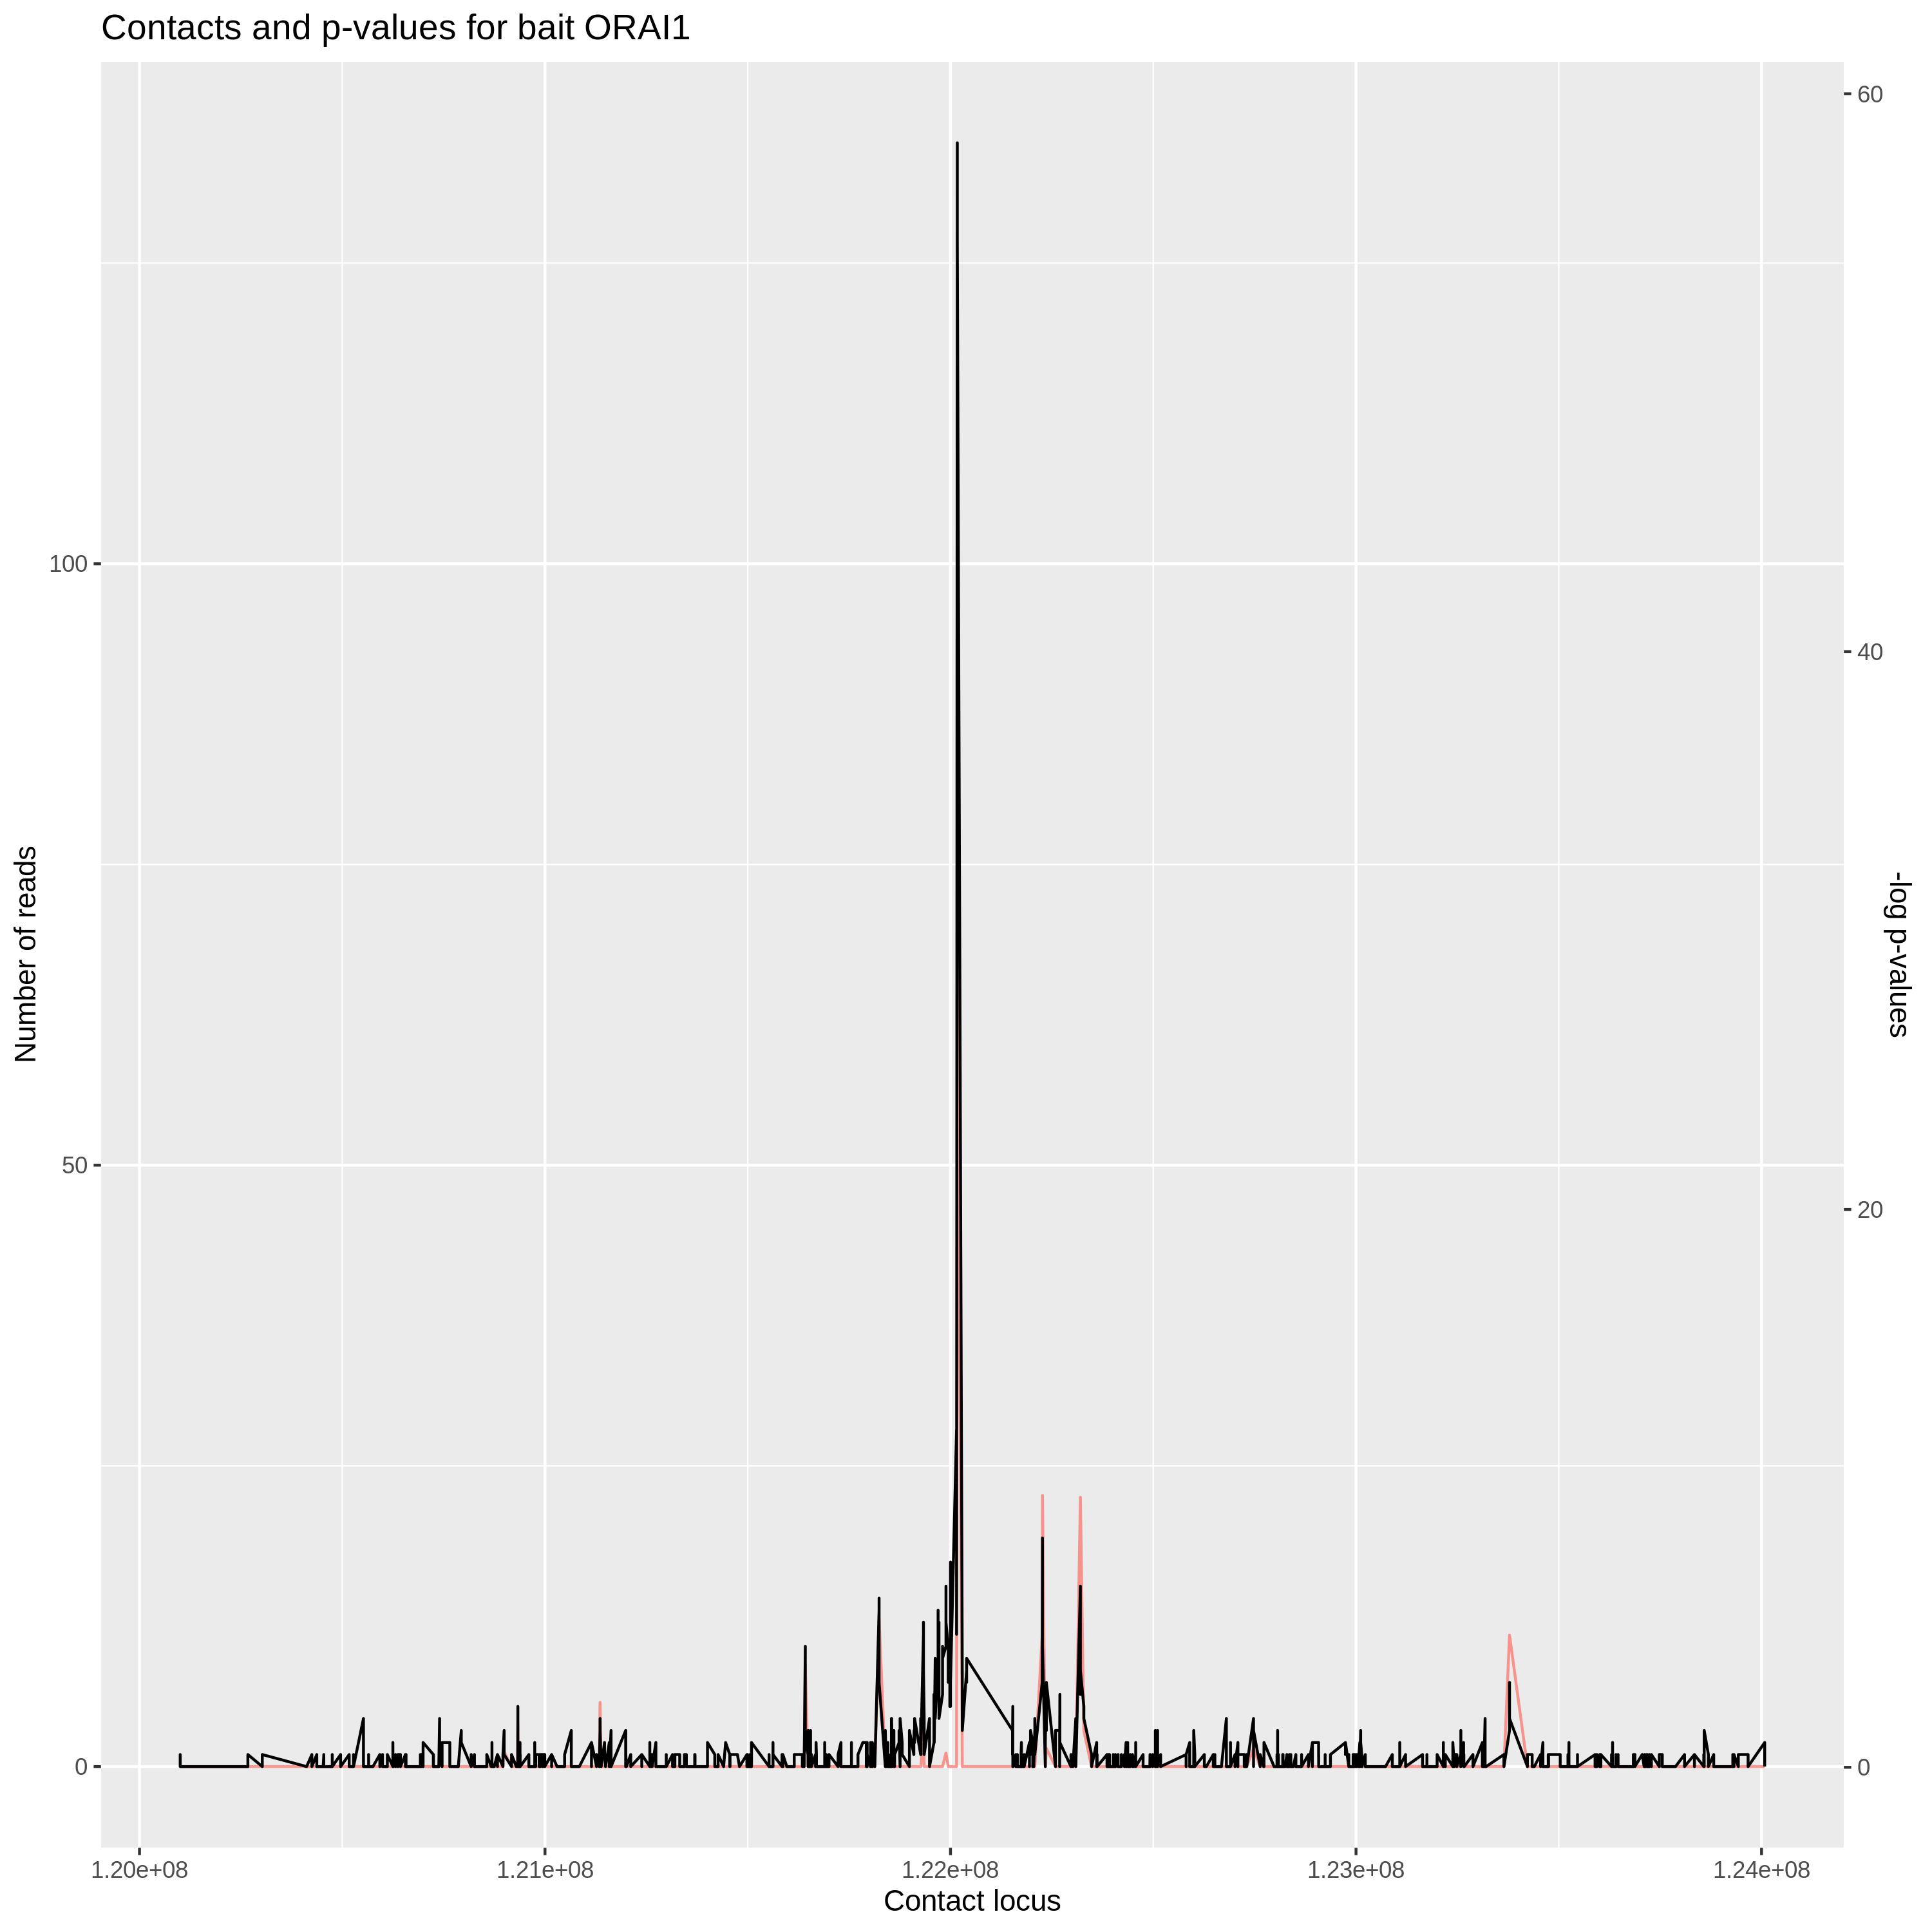 Contacts and p-values for bait ORAI1
60
100
40
Number of reads
-log p-values
50
20
0
0
1.20e+08
1.21e+08
1.22e+08
1.23e+08
1.24e+08
Contact locus